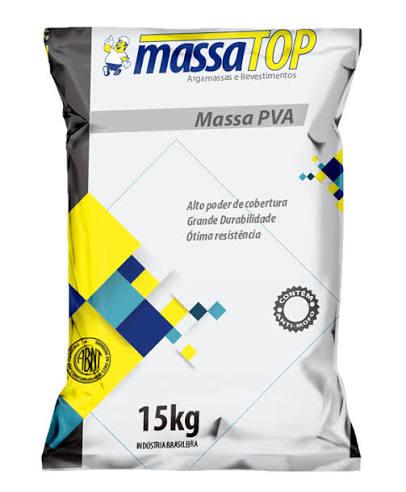 massaTOP
Argamassas e Revestimentos
Massa PVA
Alto poder de cobertura
Grande Durabilidade
Ótima resistência
CONTÉM
ANTI-MOFO
ABNT
15kg
INDÚSTRIA BRASILEIRA